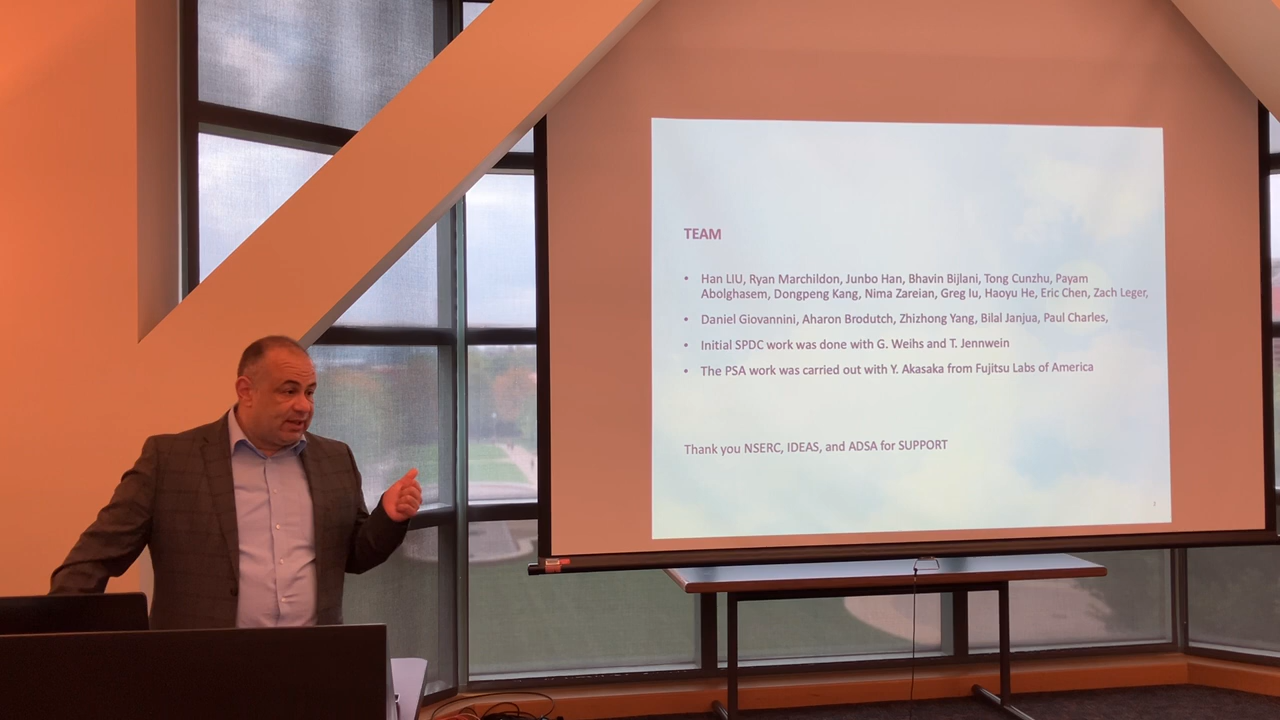 TEAM
• Han LIU, Ryan Marchildon, Junbo Han, Bhavin Bijlani, Tong Cunzhu, Payam
Abolghasem, Dongpeng Kang, Nima Zareian, Greg Iu, Haoyu He, Eric Chen, Zach Leger,
• Daniel Giovannini, Aharon Brodutch, Zhizhong Yang, Bilal Janjua, Paul Charles,
• Initial SPDC work was done with G. Weihs and T. Jennwein
• The PSA work was carried out with Y. Akasaka from Fujitsu Labs of America
Thank you NSERC, IDEAS, and ADSA for SUPPORT